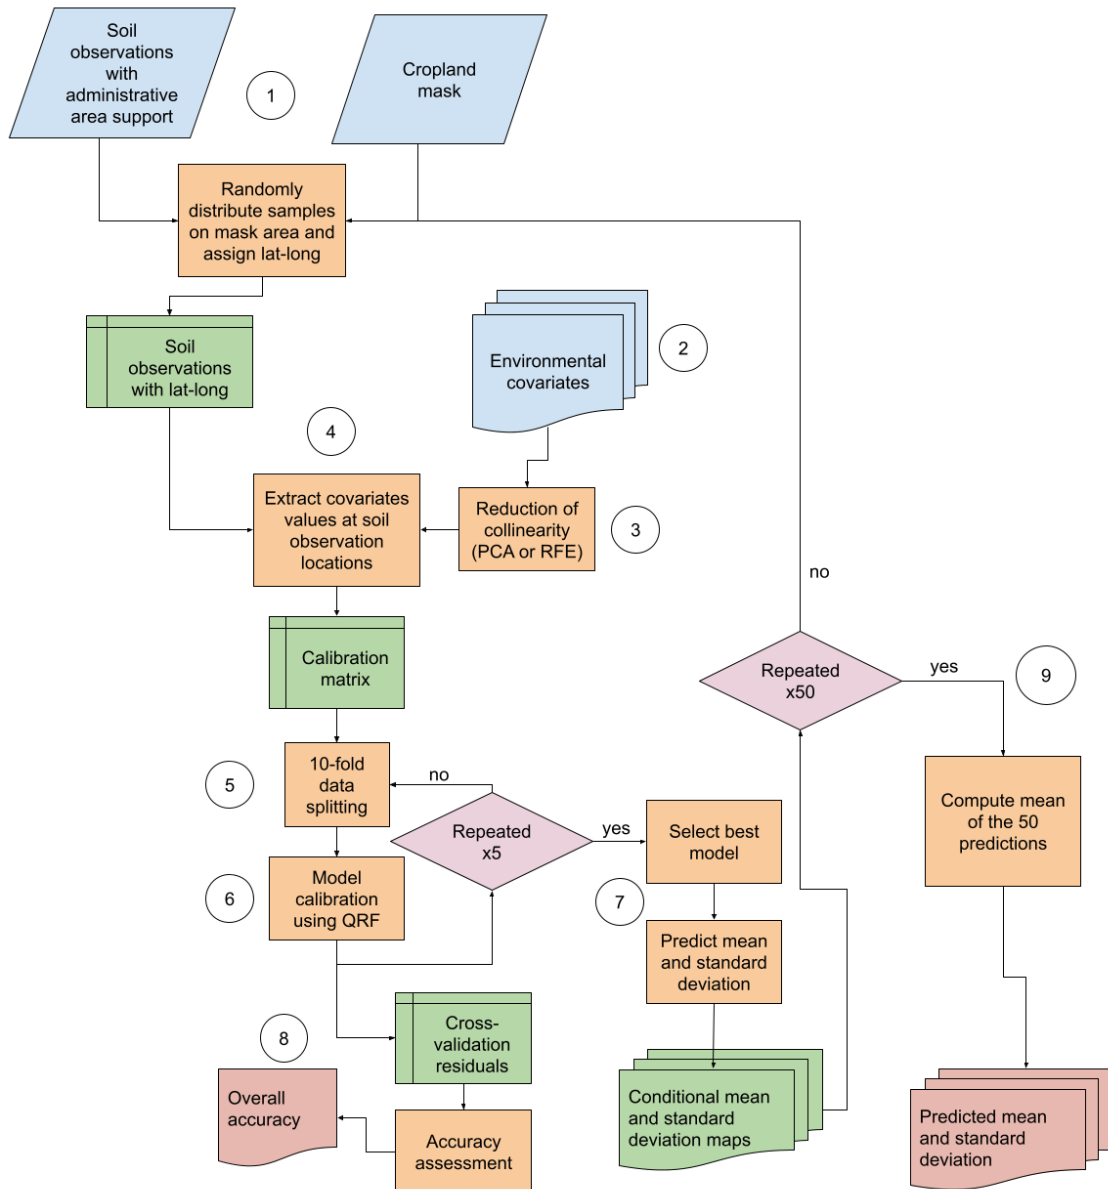 Soil
observations
with
administrative
area support
1
Cropland
mask
Randomly
distribute samples
on mask area and
assign lat-long
Soil
observations
with lat-long
Environmental
covariates
2
4
Extract covariates
values at soil
observation
locations
Reduction of
collinearity
(PCA or RFE)
3
no
Calibration
matrix
Repeated
x50
yes
9
5
10-fold
data
splitting
no
Repeated
x5
yes
Select best
model
Compute mean
of the 50
predictions
6
Model
calibration
using QRF
7
Predict mean
and standard
deviation
8
Cross-
validation
residuals
Overall
accuracy
Accuracy
assessment
Conditional mean
and standard
deviation maps
Predicted mean
and standard
deviation